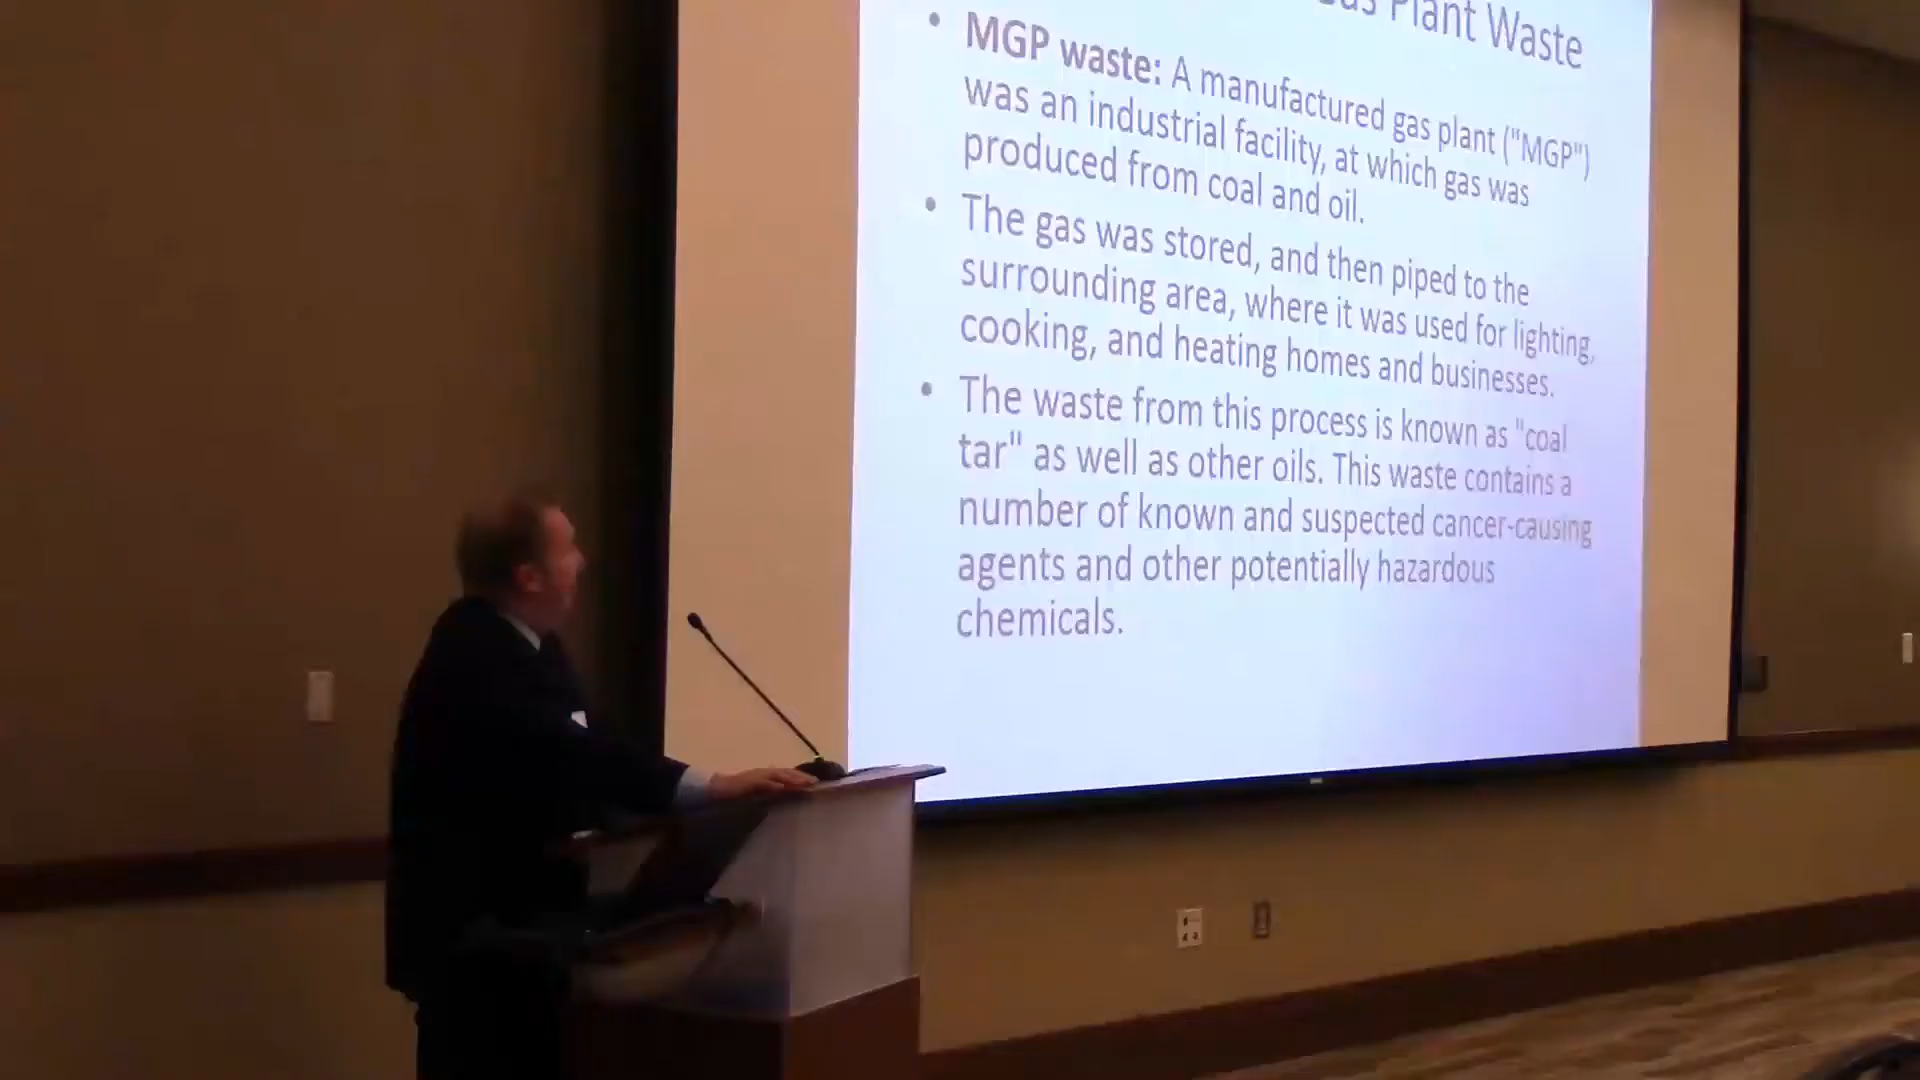 Plant Waste
• MGP waste: A manufactured gas plant ("MGP")
was an industrial facility, at which gas was
produced from coal and oil.
• The gas was stored, and then piped to the
surrounding area, where it was used for lighting,
cooking, and heating homes and businesses.
• The waste from this process is known as "coal
tar" as well as other oils. This waste contains a
number of known and suspected cancer-causing
agents and other potentially hazardous
chemicals.